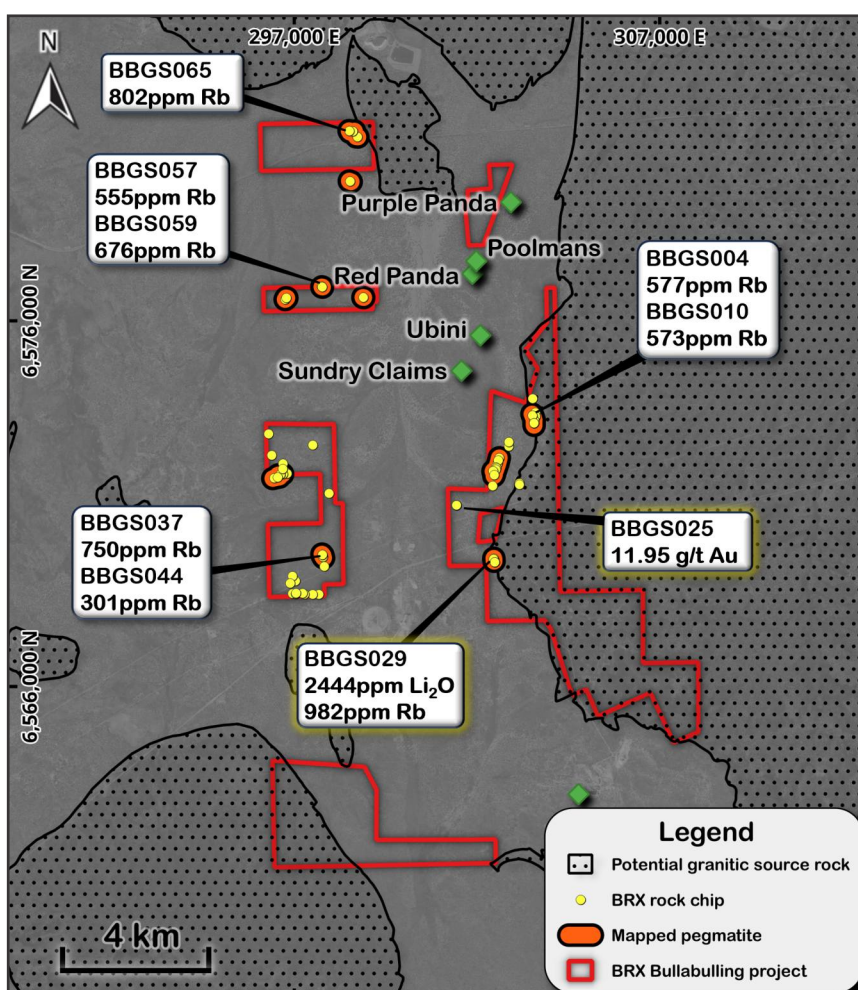 N
297,000 E
307,000 E
BBGS065
802ppm Rb
BBGS057
555ppm Rb
BBGS059
676ppm Rb
Purple Panda
Poolmans
Red Panda
BBGS004
577ppm Rb
BBGS010
573ppm Rb
6,576,000 N
Ubini
Sundry Claims
BBGS037
750ppm Rb
BBGS044
301ppm Rb
BBGS025
11.95 g/t Au
BBGS029
2444ppm Li₂O
982ppm Rb
6,566,000 N
4 km
Legend
Potential granitic source rock
BRX rock chip
Mapped pegmatite
BRX Bullabulling project